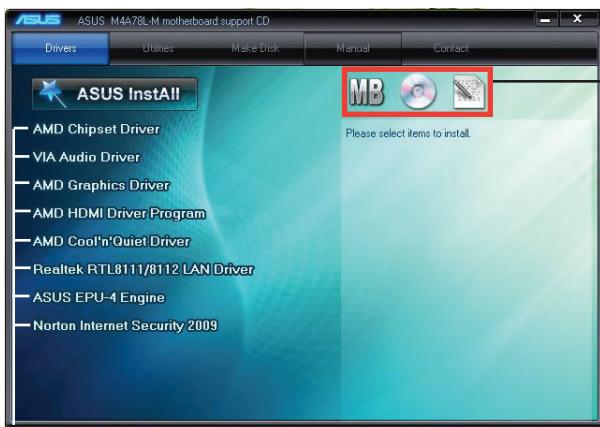 ASUS ASUS M4A78L-M motherboard support CD
Drivers Utilities Make Disk Manual Contact
ASUS InstAll
MB
AMD Chipset Driver
Please select items to install.
VIA Audio Driver
AMD Graphics Driver
AMD HDMI Driver Program
AMD Cool'n'Quiet Driver
Realtek RTL8111/8112 LAN Driver
ASUS EPU-4 Engine
Norton Internet Security 2009